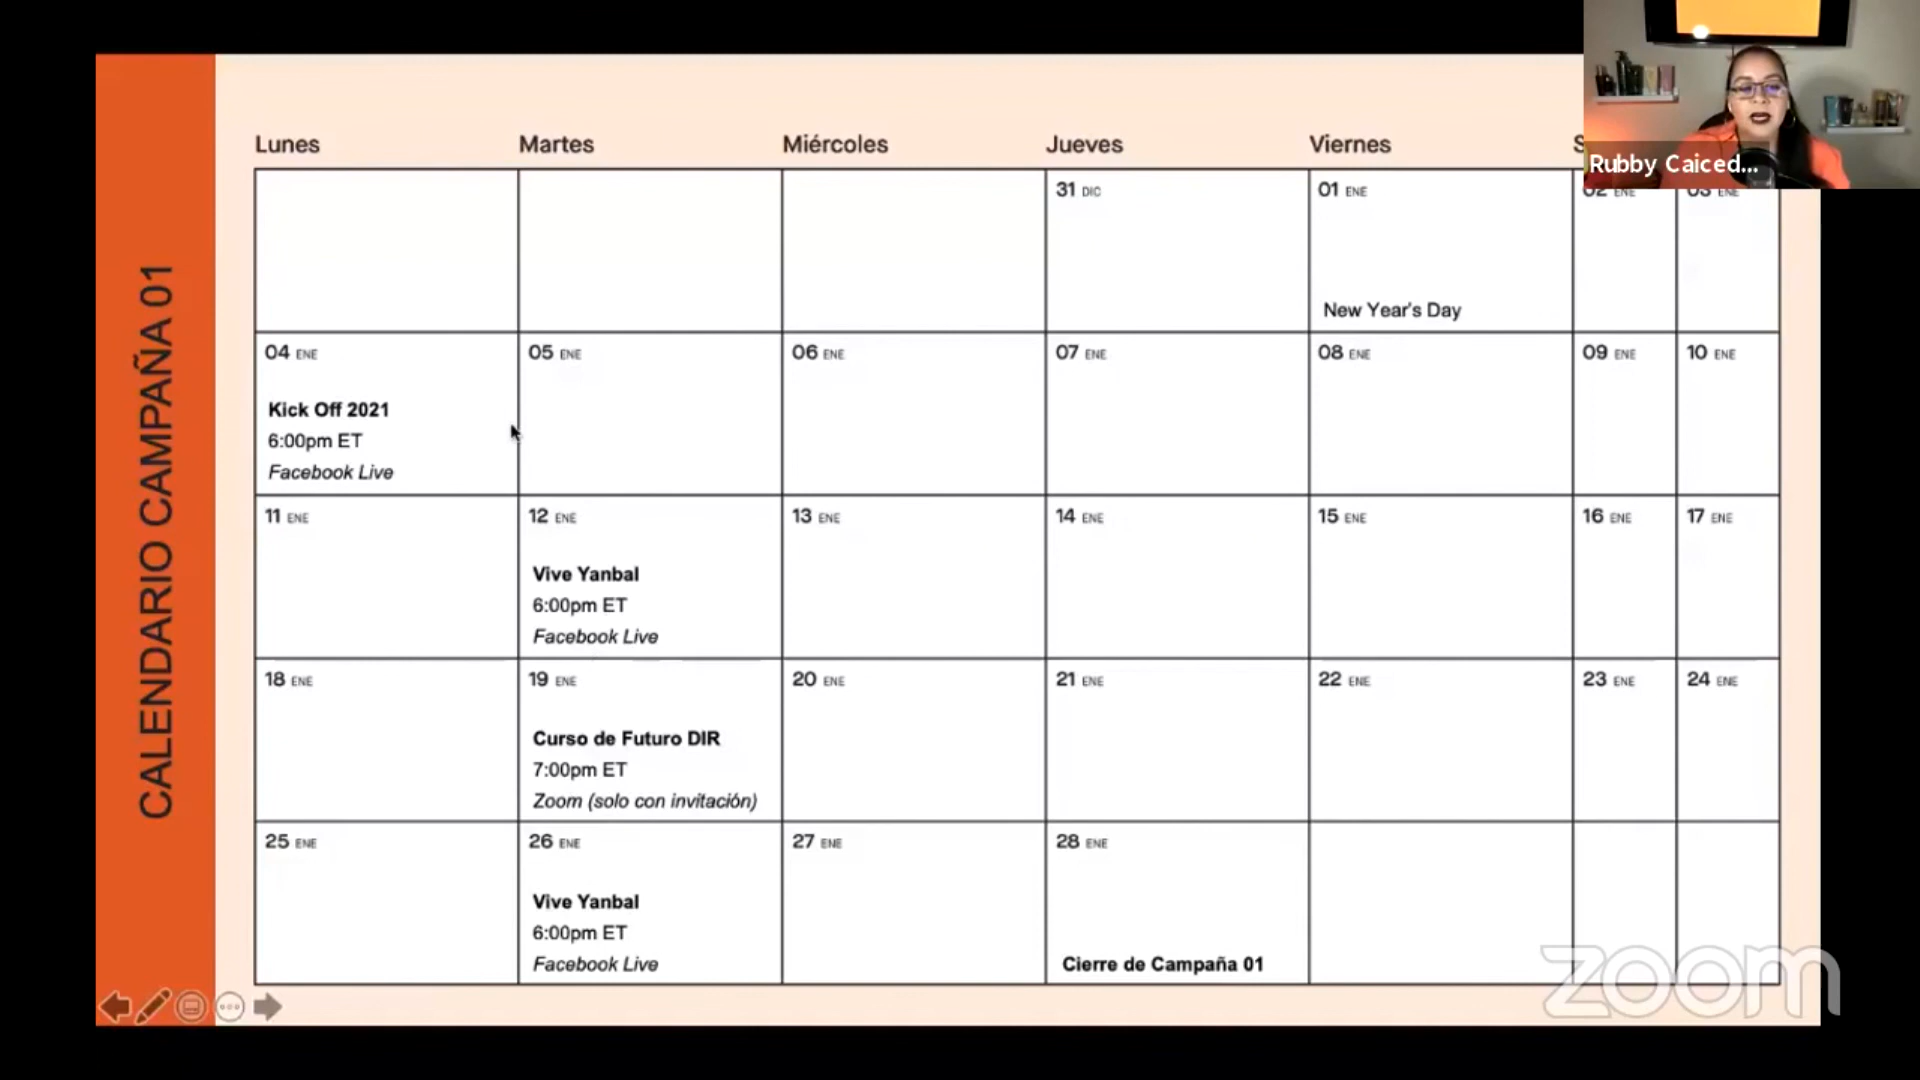 Rubby Caiced...
Lunes
Martes
Miércoles
Jueves
Viernes
31 DIC
01 ENE
New Year's Day
02 ENE
03 ENE
04 ENE
Kick Off 2021
6:00pm ET
Facebook Live
05 ENE
06 ENE
07 ENE
08 ENE
09 ENE
10 ENE
11 ENE
12 ENE
Vive Yanbal
6:00pm ET
Facebook Live
13 ENE
14 ENE
15 ENE
16 ENE
17 ENE
18 ENE
19 ENE
Curso de Futuro DIR
7:00pm ET
Zoom (solo con invitación)
20 ENE
21 ENE
22 ENE
23 ENE
24 ENE
25 ENE
26 ENE
Vive Yanbal
6:00pm ET
Facebook Live
27 ENE
28 ENE
Cierre de Campaña 01
CALENDARIO CAMPAÑA 01
zoom